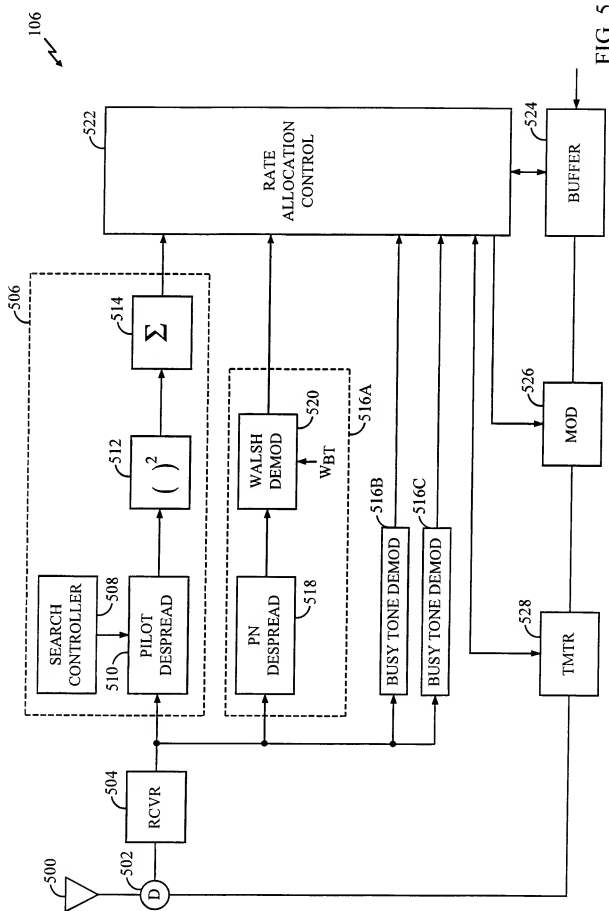 106
522
RATE
ALLOCATION
CONTROL
506
514
Σ
512
( )²
508
SEARCH
CONTROLLER
510
PILOT
DESPREAD
516A
520
WALSH
DEMOD
WBT
518
PN
DESPREAD
516B
BUSY TONE DEMOD
516C
BUSY TONE DEMOD
504
RCVR
500
502
D
524
BUFFER
526
MOD
528
TMTR
FIG. 5